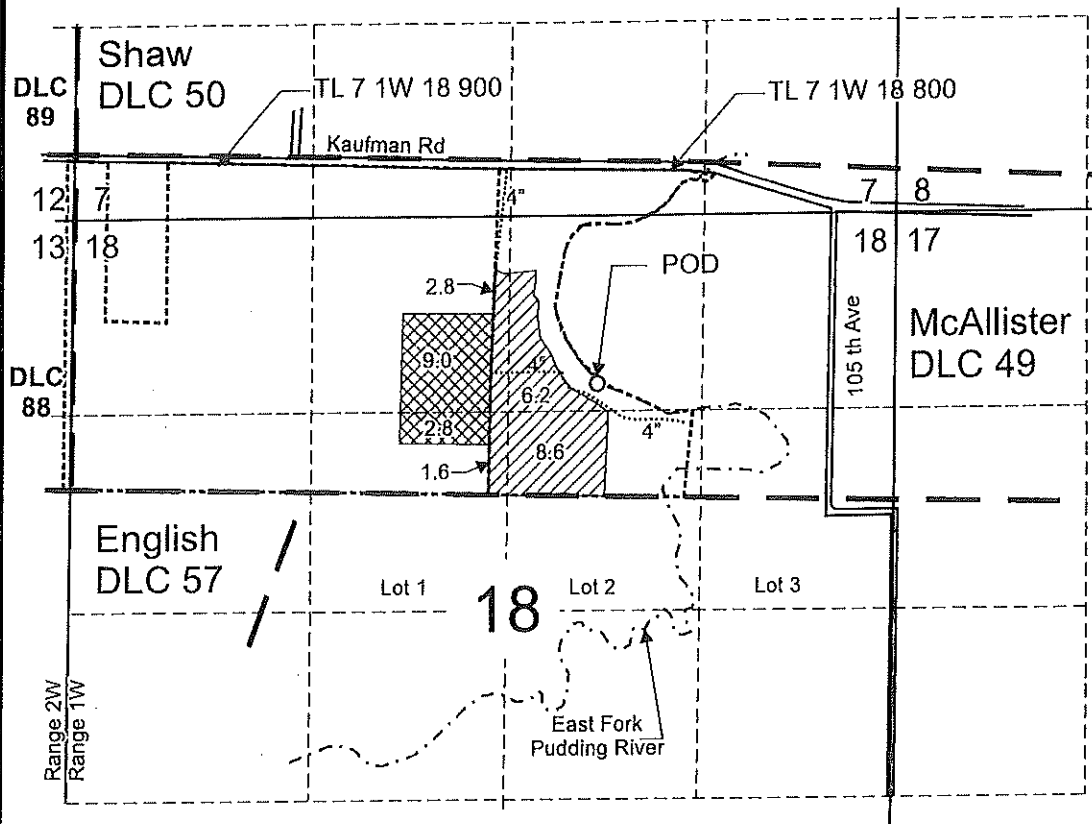 Shaw
DLC 50
DLC
89
TL 7 1W 18 900
TL 7 1W 18 800
Kaufman Rd
12 7
7 8
4"
13 18
18 17
POD
2.8
McAllister
DLC 49
105 th Ave
9.0
4"
6.2
DLC
88
2.8
4"
8.6
1.6
English
DLC 57
Lot 1
18
Lot 2
Lot 3
East Fork
Pudding River
Range 2W
Range 1W